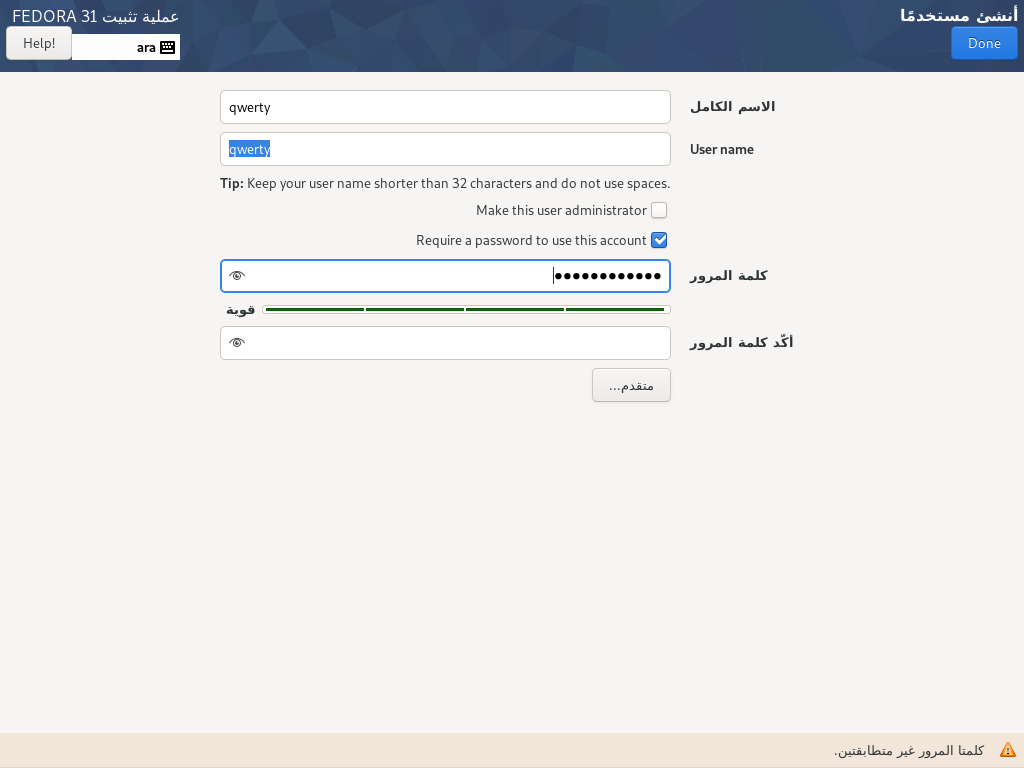 أنشئ مستخدمًا
عملية تثبيت FEDORA 31
Done
ara
Help!
الاسم الكامل
qwerty
User name
qwerty
Tip: Keep your user name shorter than 32 characters and do not use spaces.
Make this user administrator
Require a password to use this account
كلمة المرور
●●●●●●●●●●●●
قوية
أكّد كلمة المرور
متقدم...
كلمتا المرور غير متطابقتين.